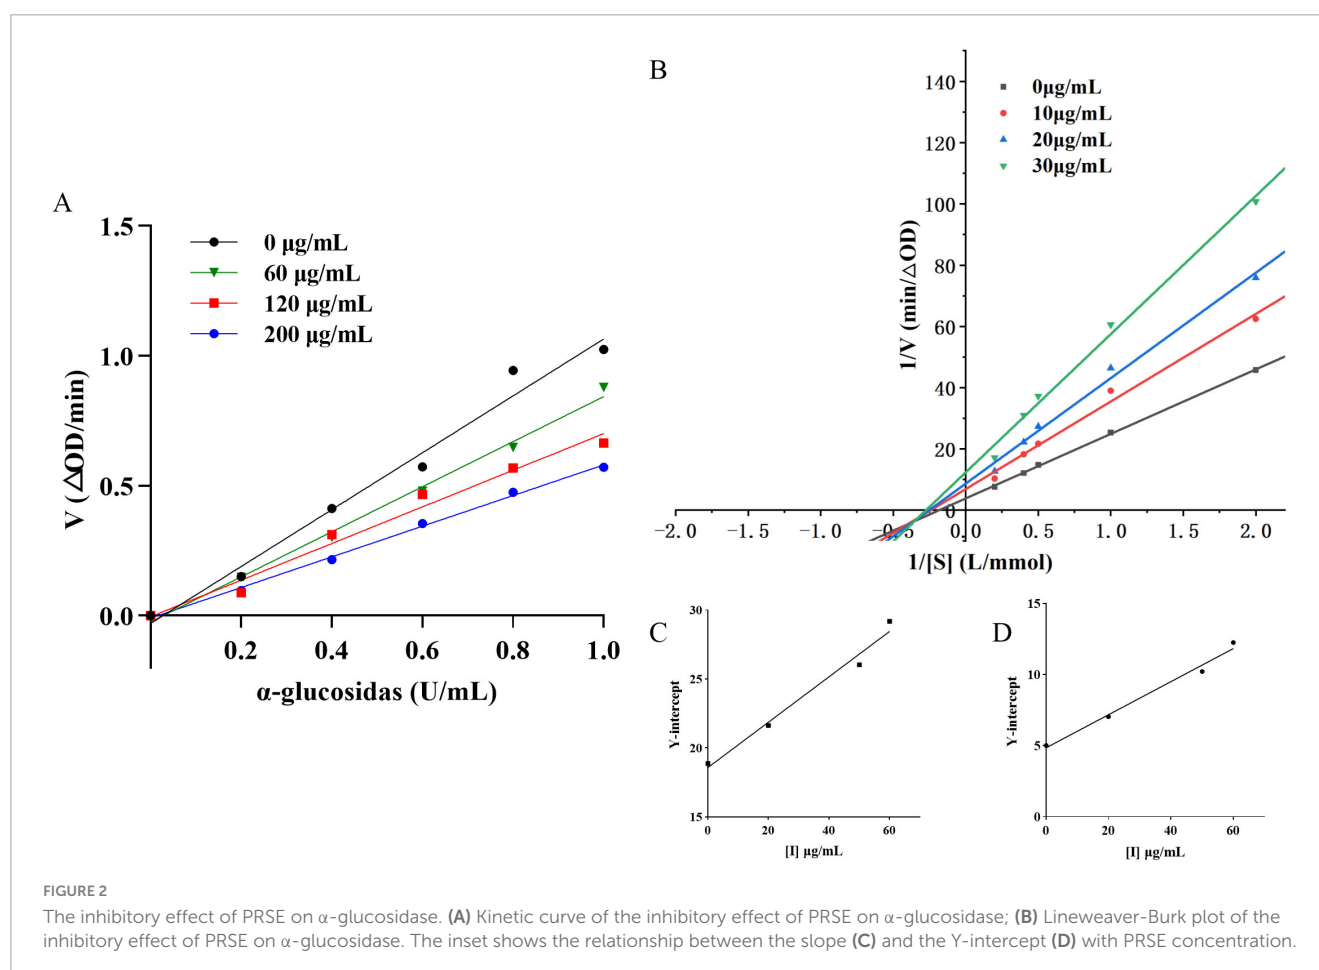 A
V (△OD/min)
1.5
1.0
0.5
0.0
0 μg/mL
60 μg/mL
120 μg/mL
200 μg/mL
0.2 0.4 0.6 0.8 1.0
α-glucosidas (U/mL)
B
1/V (min/△OD)
140
120
100
80
60
40
20
0
0μg/mL
10μg/mL
20μg/mL
30μg/mL
−2.0 −1.5 −1.0 −0.5 0.0 0.5 1.0 1.5 2.0
1/[S] (L/mmol)
C
Y-intercept
30
25
20
15
0 20 40 60
[I] μg/mL
D
Y-intercept
15
10
5
0
0 20 40 60
[I] μg/mL
FIGURE 2
The inhibitory effect of PRSE on α-glucosidase. (A) Kinetic curve of the inhibitory effect of PRSE on α-glucosidase; (B) Lineweaver-Burk plot of the
inhibitory effect of PRSE on α-glucosidase. The inset shows the relationship between the slope (C) and the Y-intercept (D) with PRSE concentration.